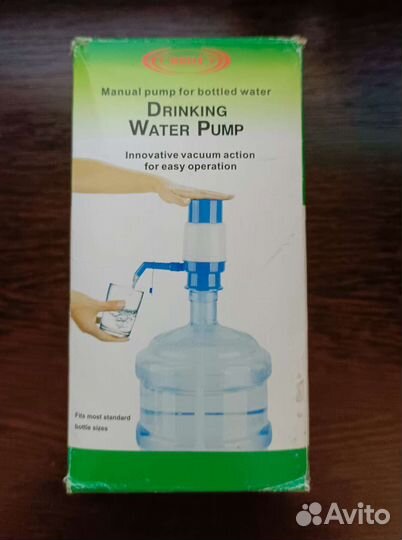 Manual pump for bottled water
DRINKING
WATER PUMP
Innovative vacuum action
for easy operation
Fits most standard
bottle sizes
Avito